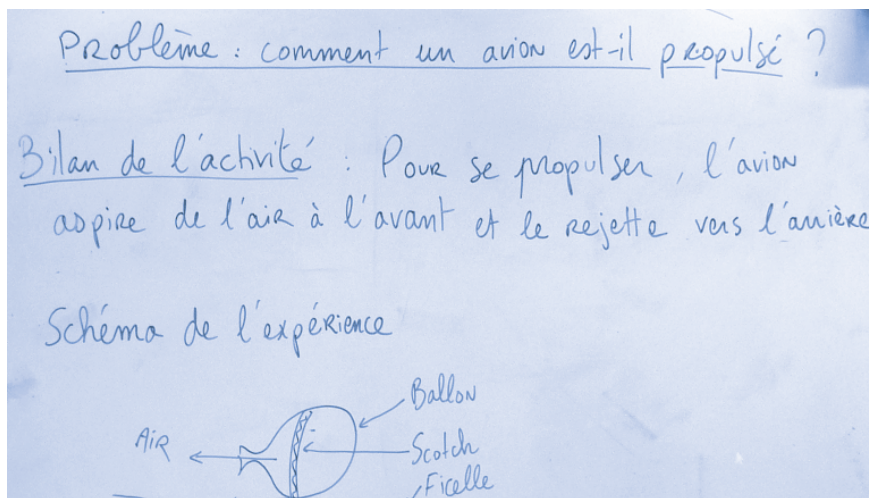 Problème : comment un avion est-il propulsé ?
Bilan de l'activité : Pour se propulser, l'avion
aspire de l'air à l'avant et le rejette vers l'arrière
Schéma de l'expérience
Ballon
Air
Scotch
Ficelle